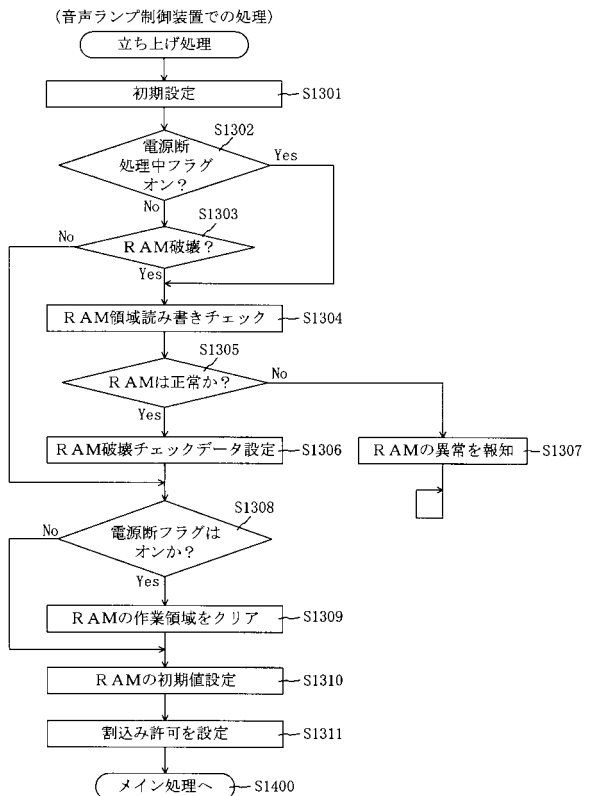 (音声ランプ制御装置での処理)
立ち上げ処理
初期設定
S1301
S1302
電源断
処理中フラグ
オン？
Yes
No
S1303
No
ＲＡＭ破壊？
Yes
ＲＡＭ領域読み書きチェック
S1304
S1305
ＲＡＭは正常か？
No
Yes
ＲＡＭ破壊チェックデータ設定
S1306
ＲＡＭの異常を報知
S1307
S1308
No
電源断フラグは
オンか？
Yes
ＲＡＭの作業領域をクリア
S1309
ＲＡＭの初期値設定
S1310
割込み許可を設定
S1311
メイン処理へ
S1400